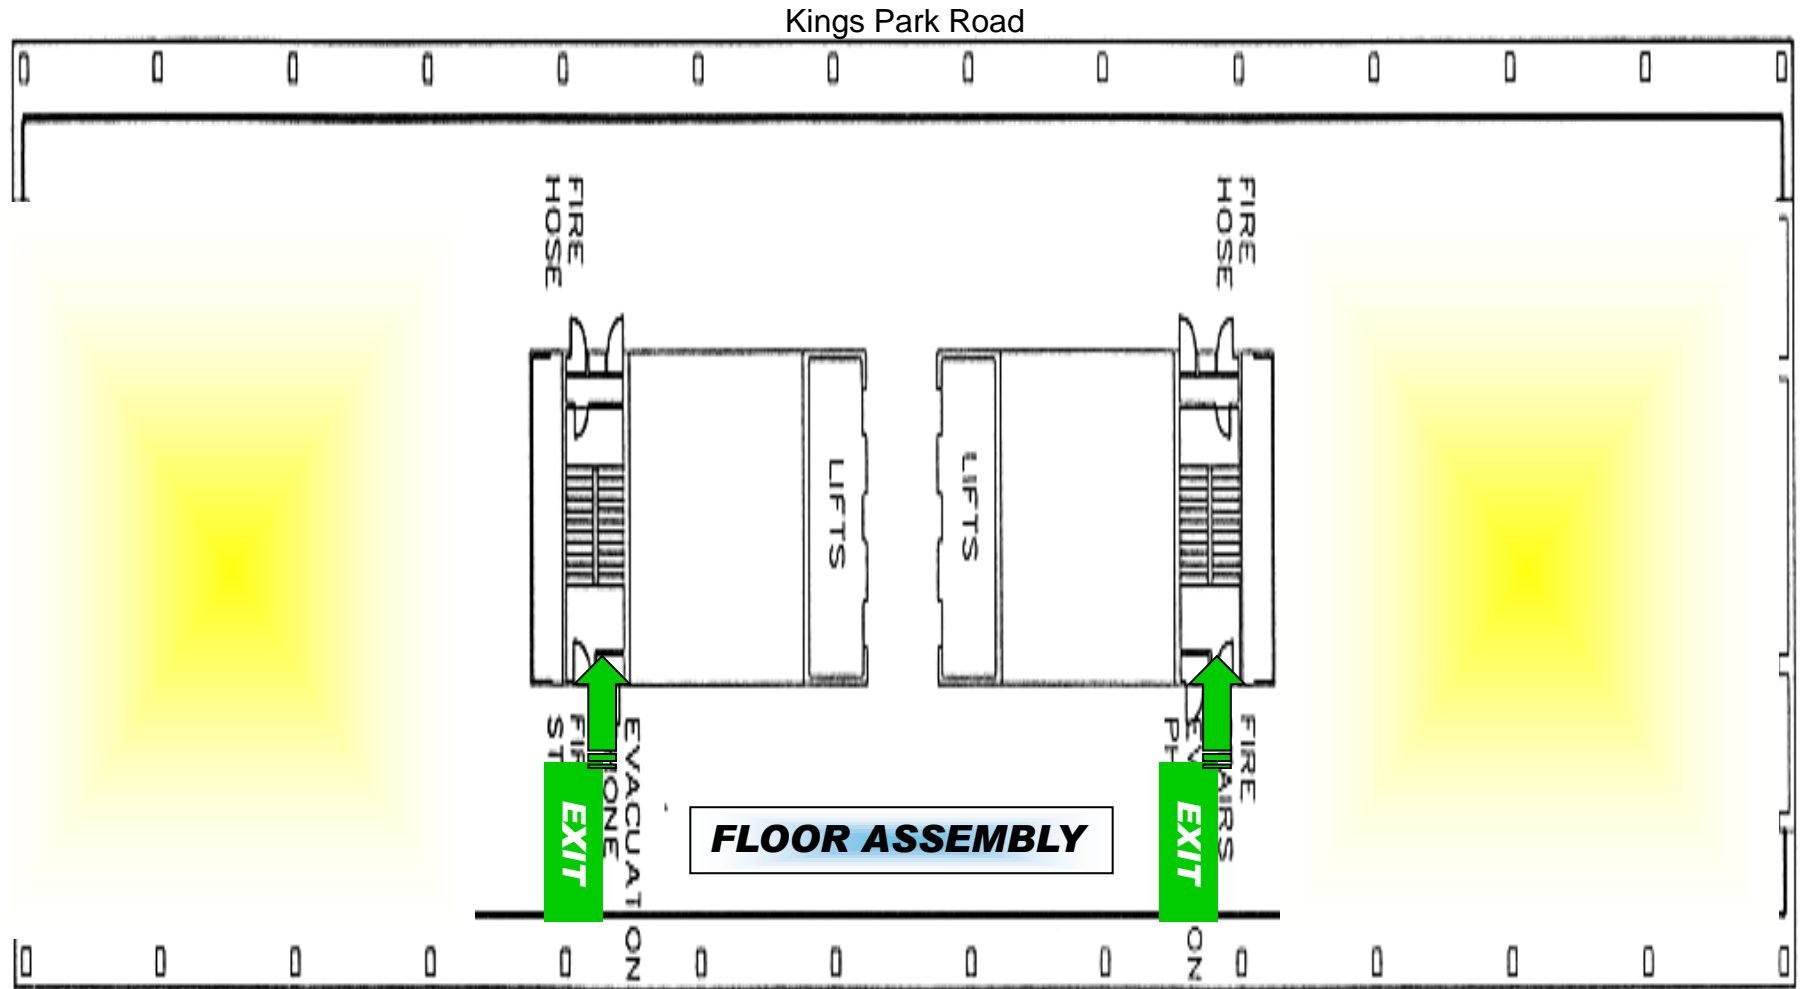 Kings Park Road
FIRE
HOSE
FIRE
HOSE
LIFTS
LIFTS
EVACUATION
FIRE
EXIT
EXIT
FLOOR ASSEMBLY